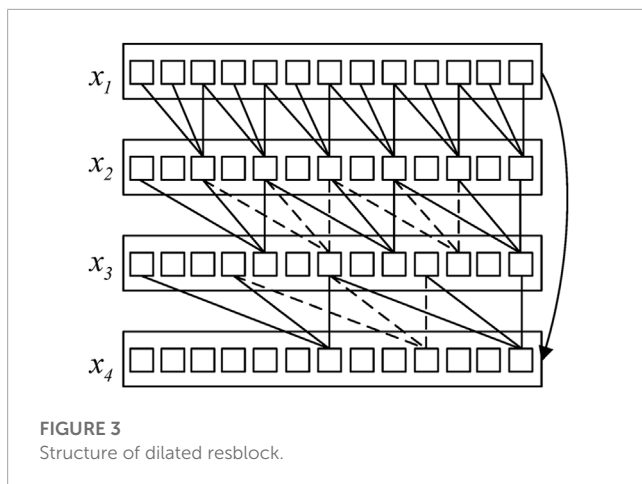 x1
x2
x3
x4
FIGURE 3
Structure of dilated resblock.